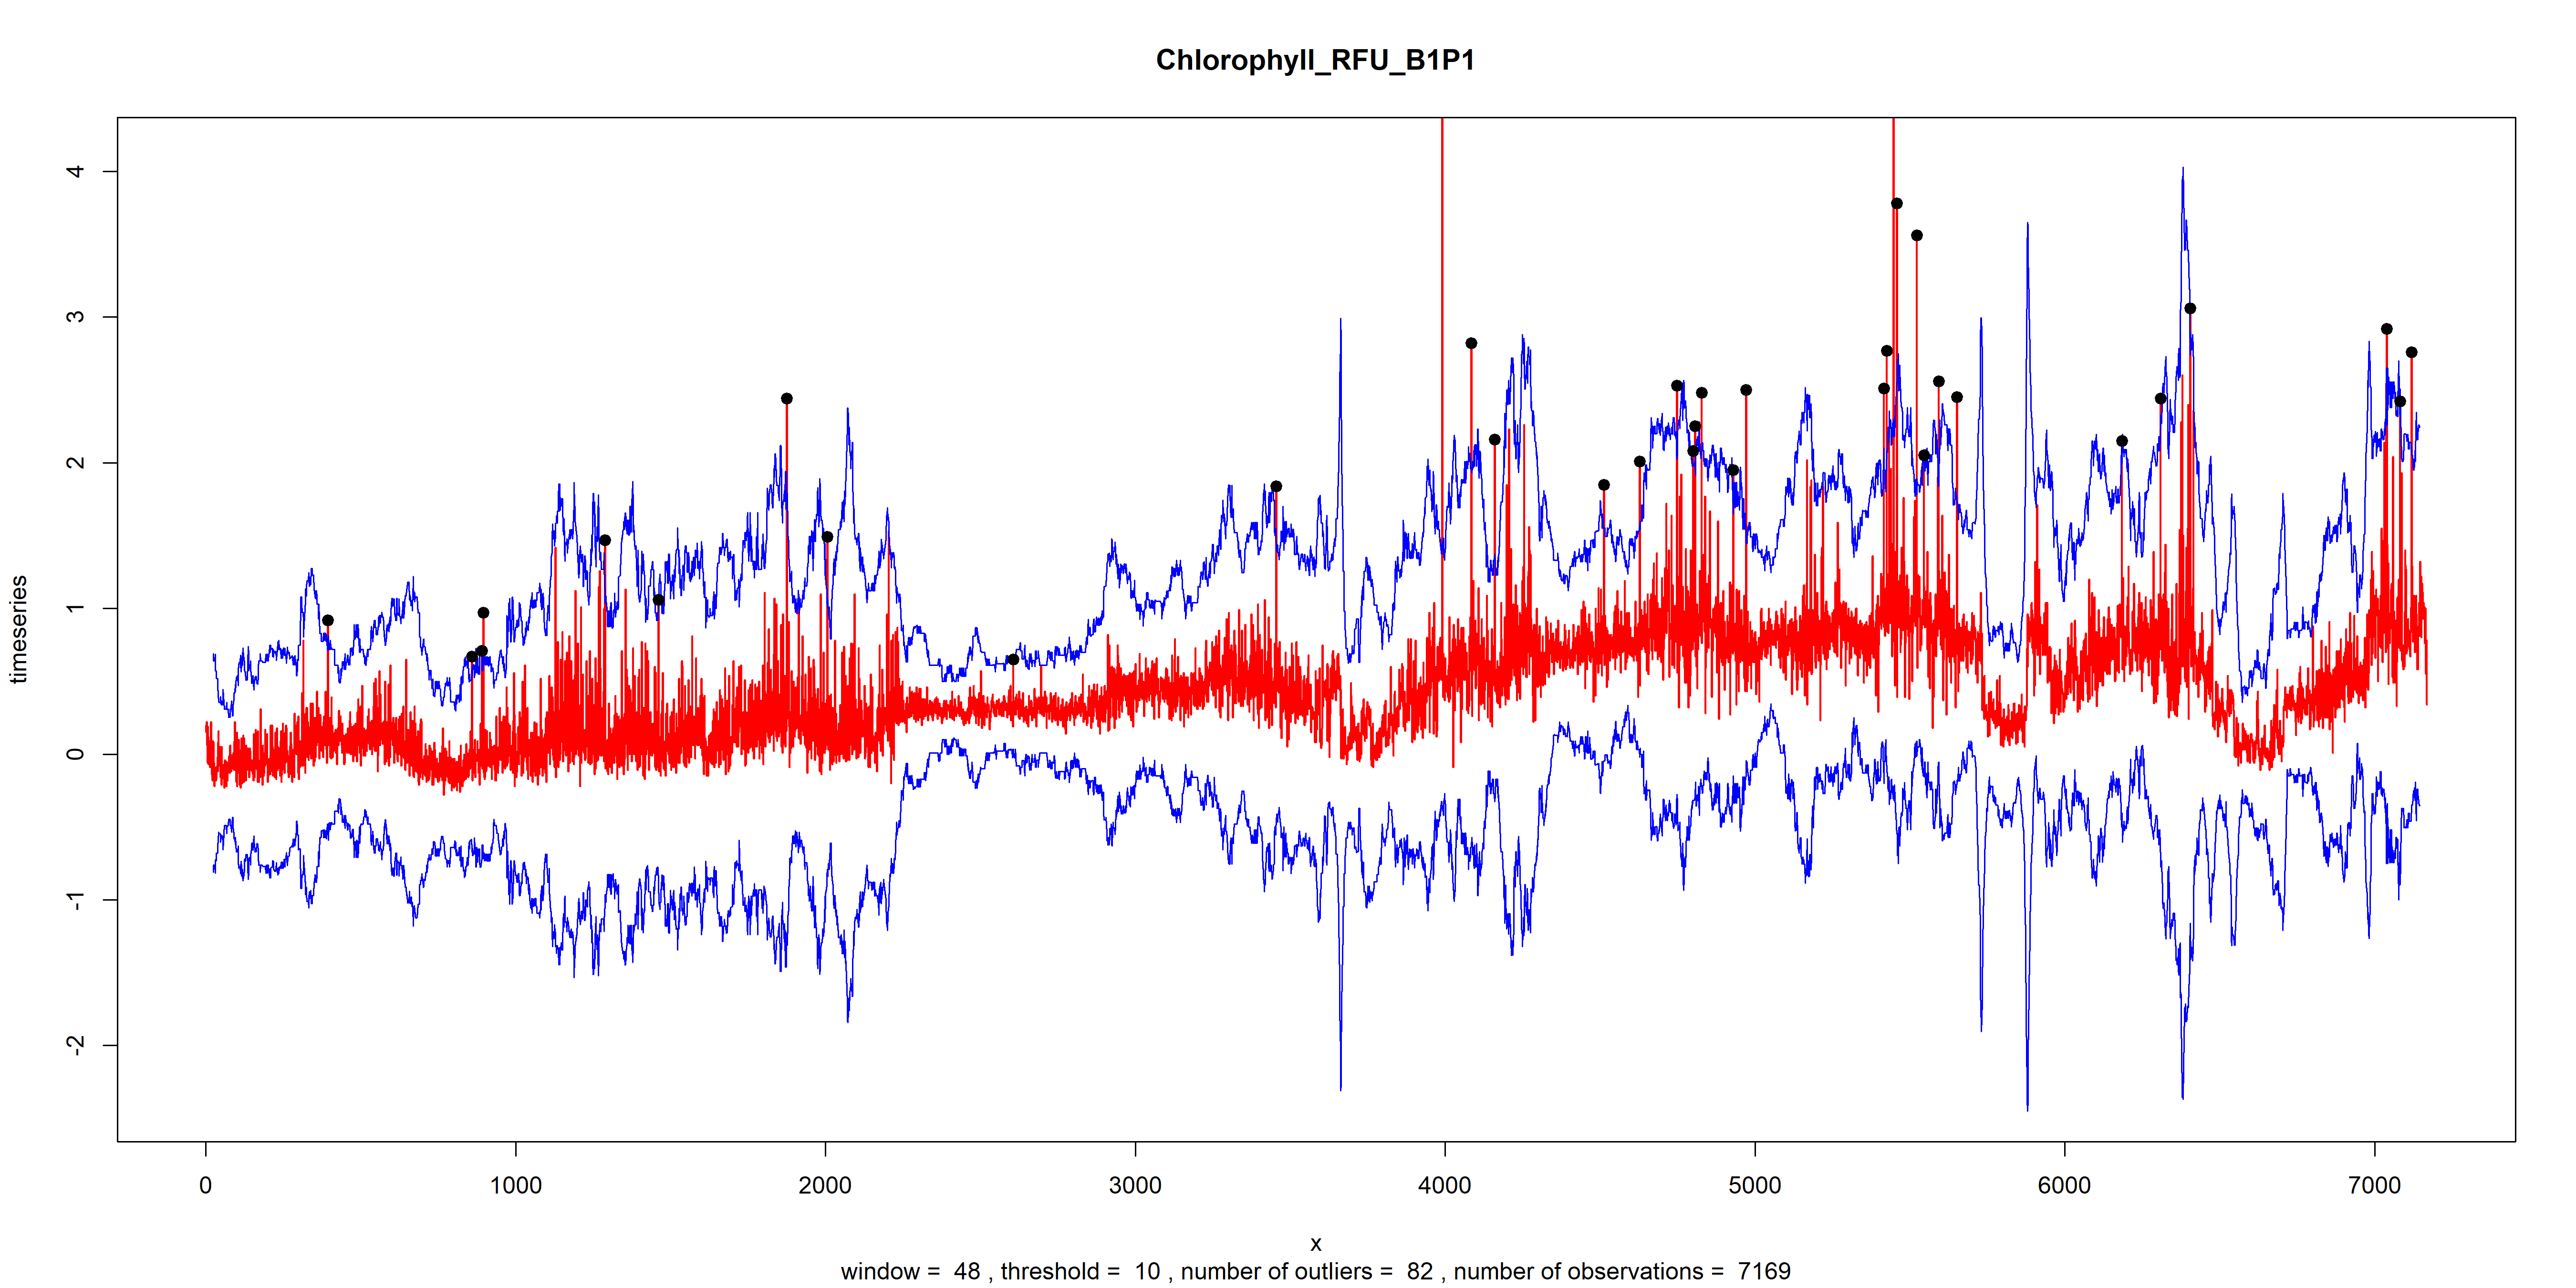 Chlorophyll_RFU_B1P1
timeseries
4
3
2
1
0
-1
-2
0 1000 2000 3000 4000 5000 6000 7000
x
window = 48 , threshold = 10 , number of outliers = 82 , number of observations = 7169